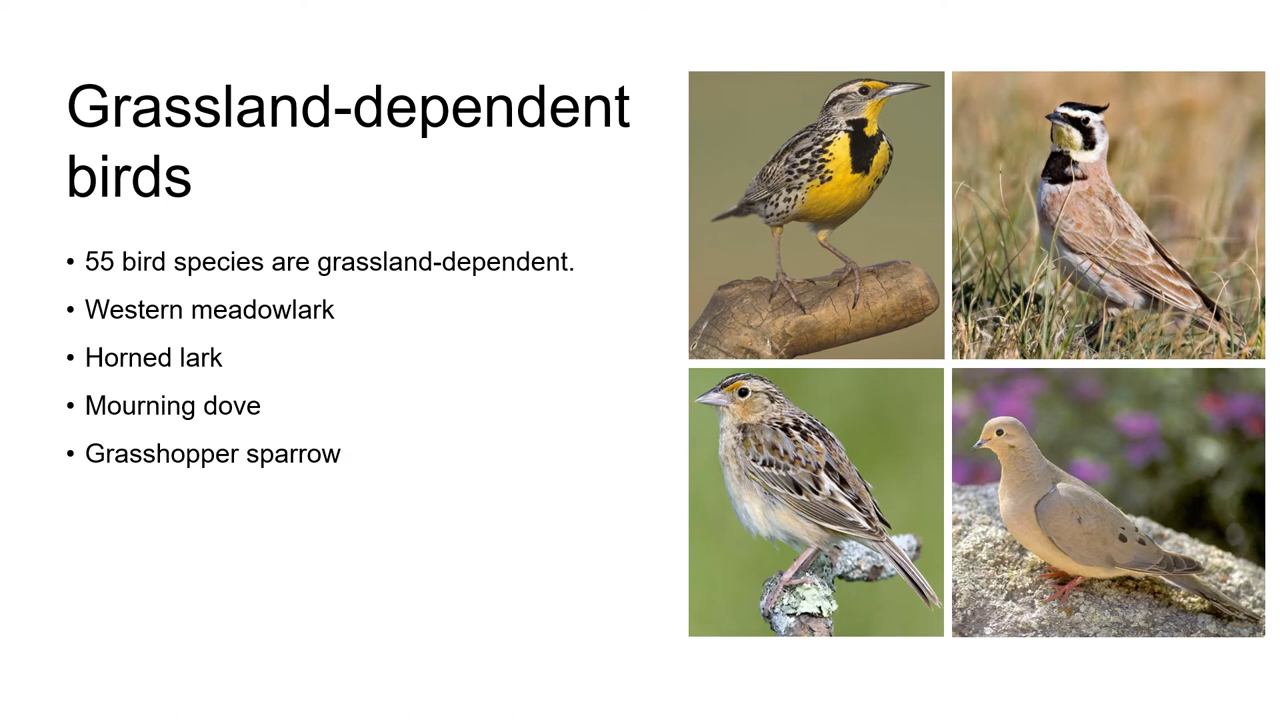 Grassland-dependent
birds
• 55 bird species are grassland-dependent.
• Western meadowlark
• Horned lark
• Mourning dove
• Grasshopper sparrow